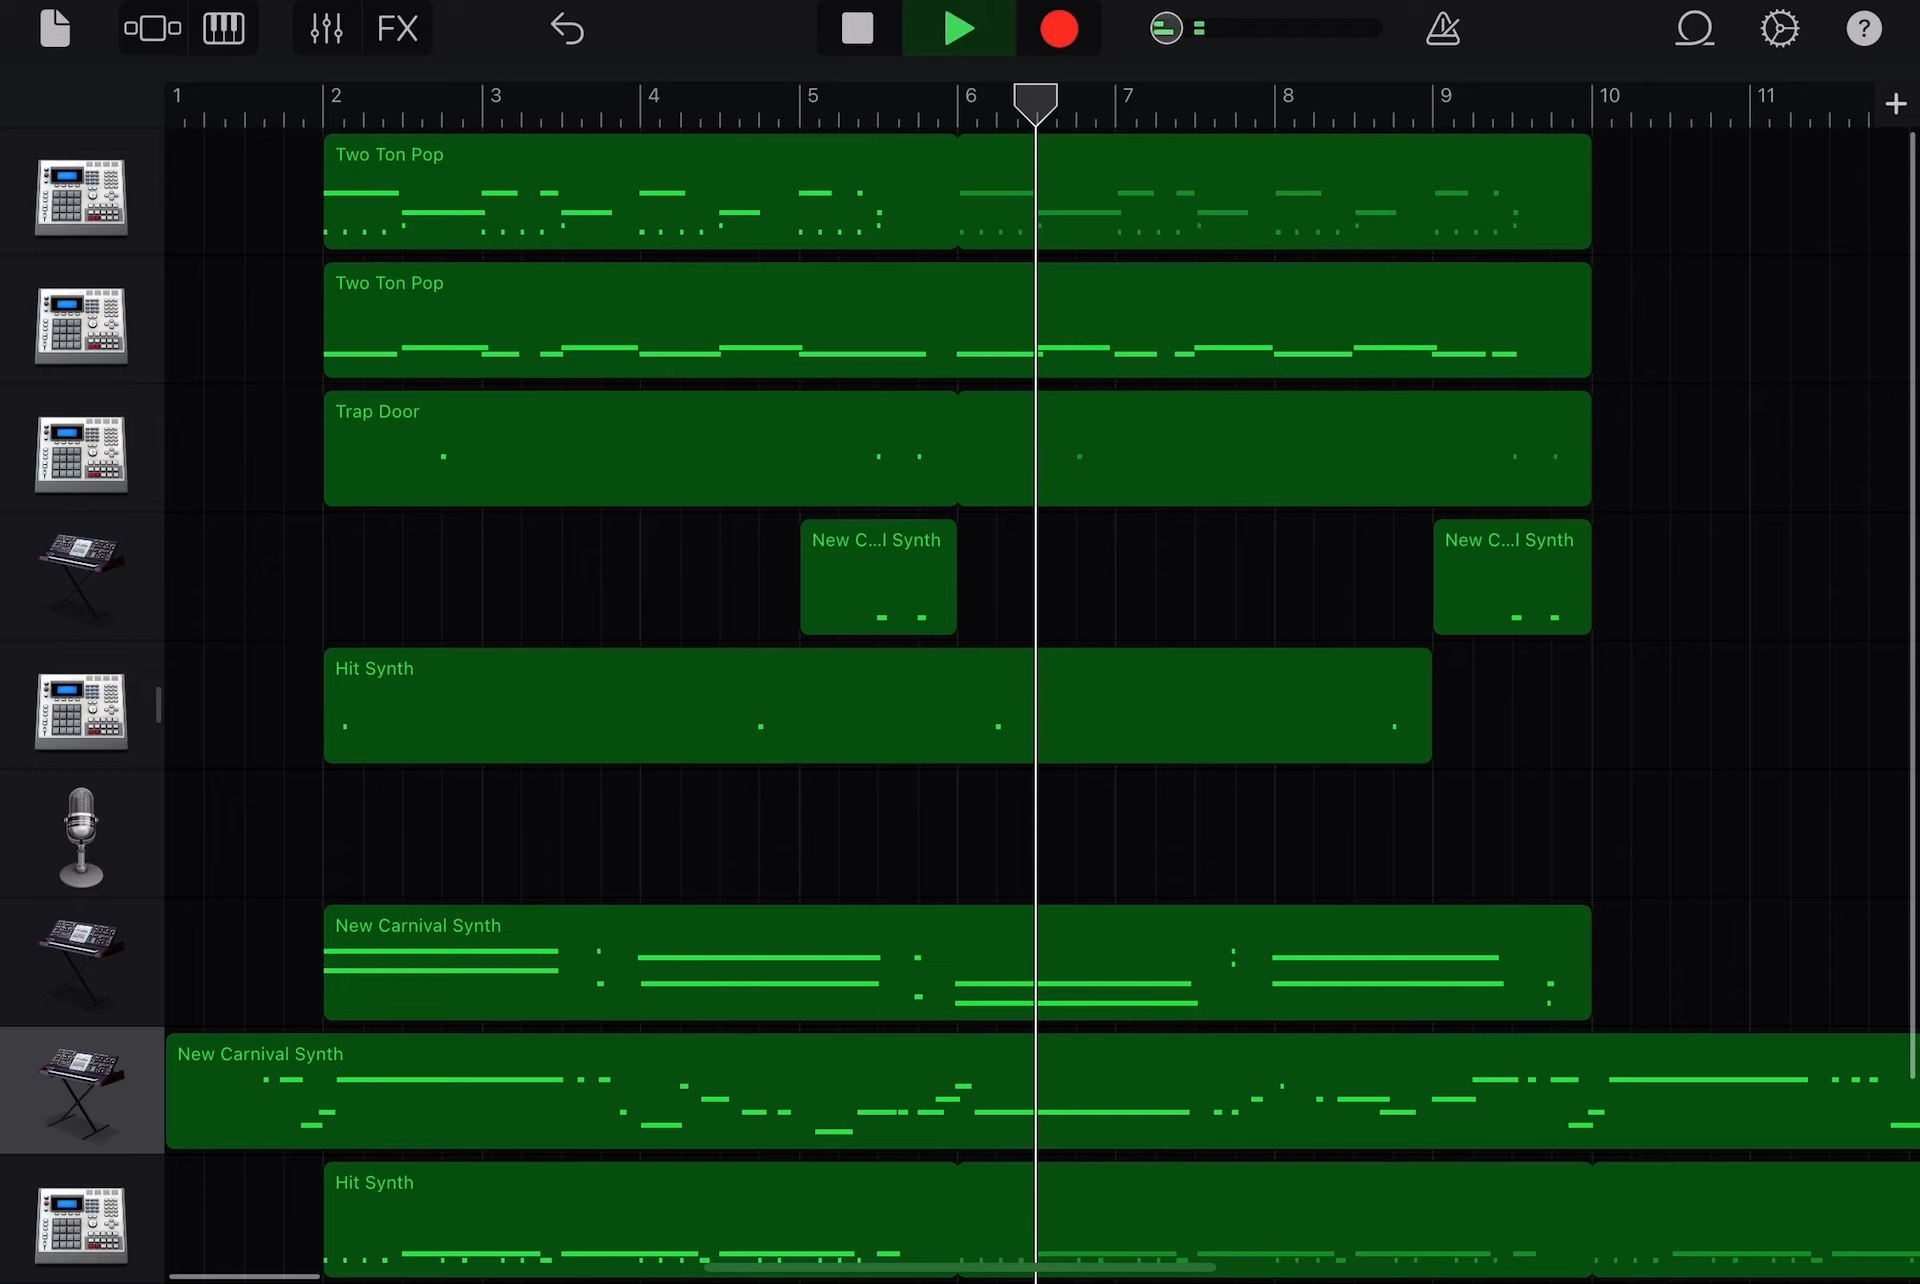 FX
?
1 2 3 4 5 6 7 8 9 10 11 +
Two Ton Pop
Two Ton Pop
Trap Door
New C...l Synth New C...l Synth
Hit Synth
New Carnival Synth
New Carnival Synth
Hit Synth